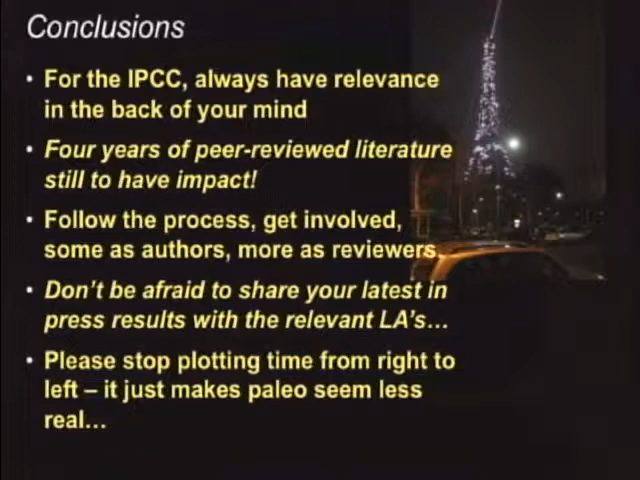 Conclusions
• For the IPCC, always have relevance
in the back of your mind
• Four years of peer-reviewed literature
still to have impact!
• Follow the process, get involved,
some as authors, more as reviewers.
• Don't be afraid to share your latest in
press results with the relevant LA's…
• Please stop plotting time from right to
left – it just makes paleo seem less
real…